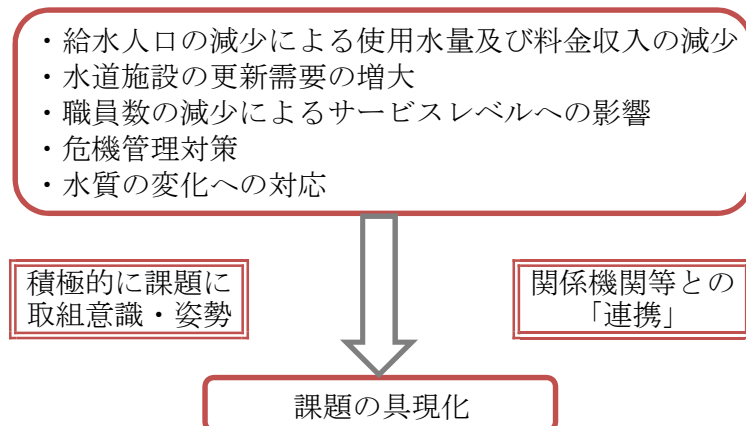 ・給水人口の減少による使用水量及び料金収入の減少
・水道施設の更新需要の増大
・職員数の減少によるサービスレベルへの影響
・危機管理対策
・水質の変化への対応
積極的に課題に
取組意識・姿勢
関係機関等との
「連携」
課題の具現化